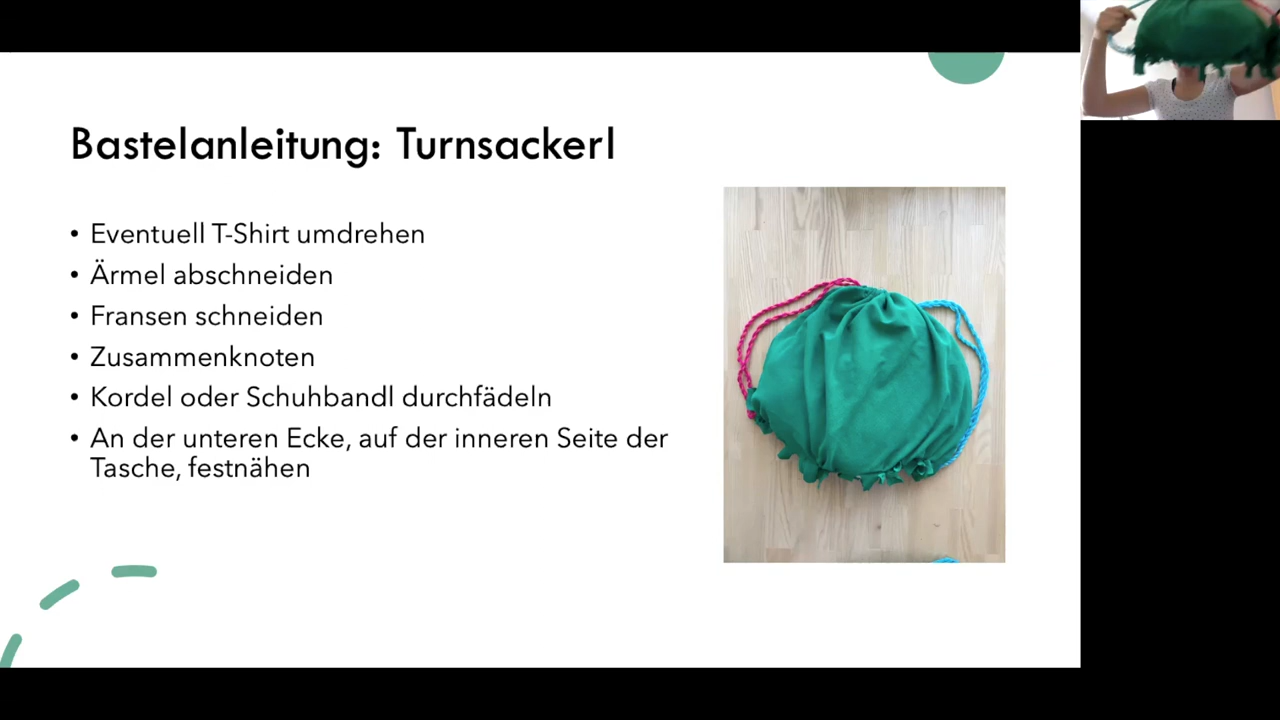 Bastelanleitung: Turnsackerl
• Eventuell T-Shirt umdrehen
• Ärmel abschneiden
• Fransen schneiden
• Zusammenknoten
• Kordel oder Schuhbandl durchfädeln
• An der unteren Ecke, auf der inneren Seite der
Tasche, festnähen